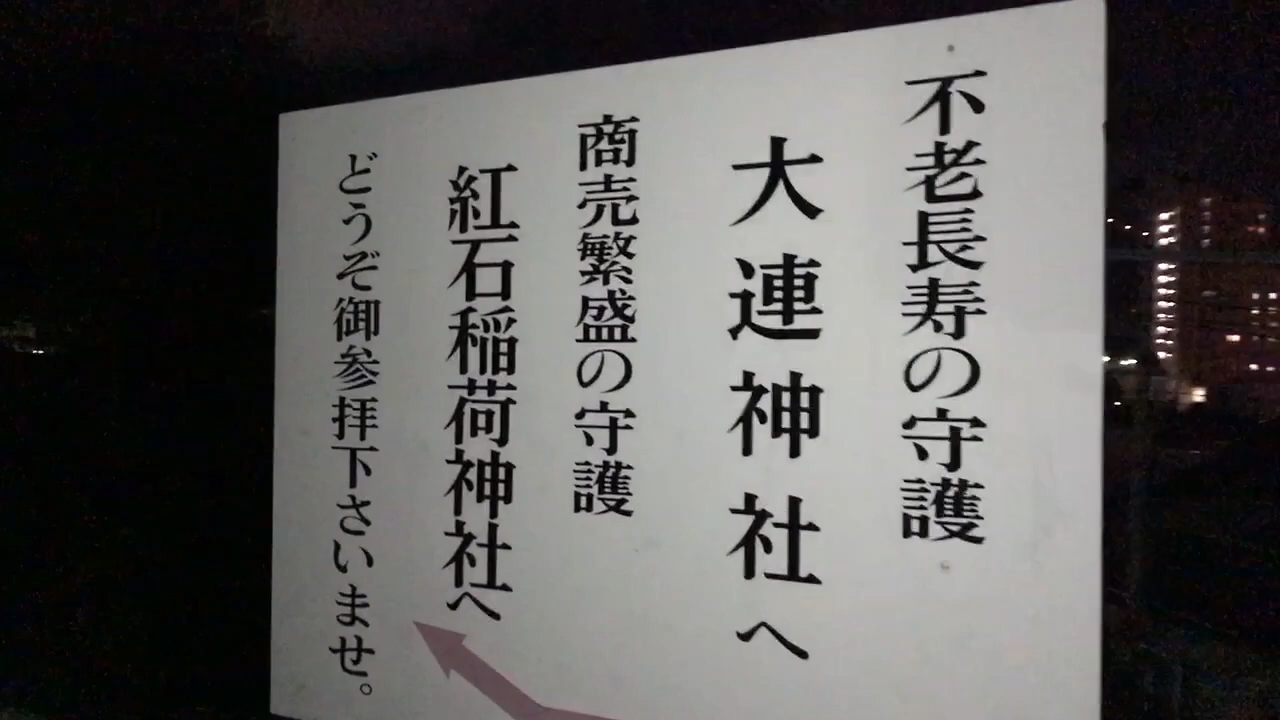 不老長寿の守護
大連神社へ
商売繁盛の守護
紅石稲荷神社へ
どうぞ御参拝下さいませ。